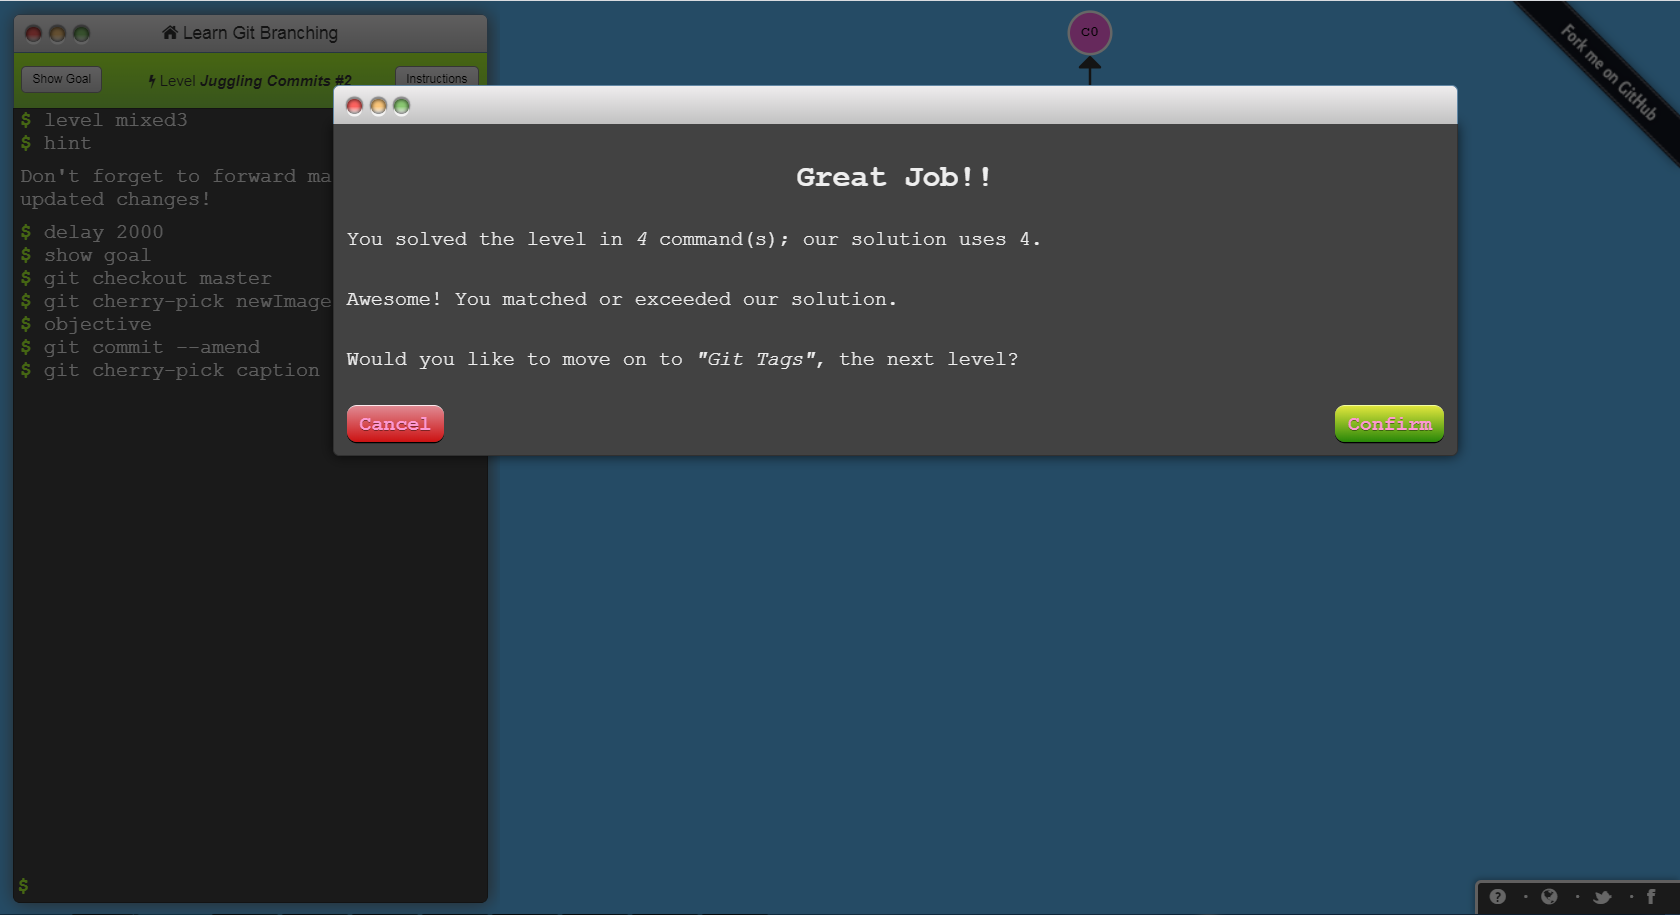 Learn Git Branching
Show Goal
Level Juggling Commits #2
Instructions
$ level mixed3
$ hint
Don't forget to forward ma
updated changes!
$ delay 2000
$ show goal
$ git checkout master
$ git cherry-pick newImage
$ objective
$ git commit --amend
$ git cherry-pick caption
$
C0
Fork me on GitHub
Great Job!!
You solved the level in 4 command(s); our solution uses 4.
Awesome! You matched or exceeded our solution.
Would you like to move on to "Git Tags", the next level?
Cancel
Confirm